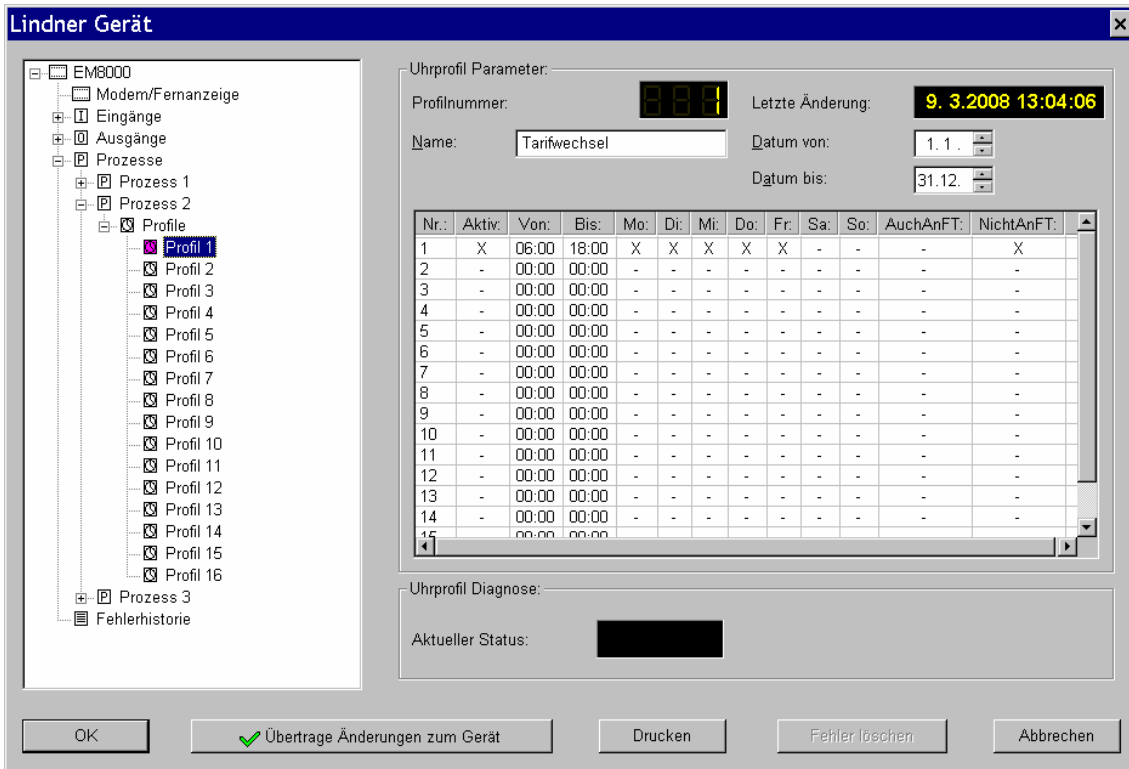 Lindner Gerät
EM8000
Modem/Fernanzeige
Eingänge
Ausgänge
Prozesse
Prozess 1
Prozess 2
Profile
Profil 1
Profil 2
Profil 3
Profil 4
Profil 5
Profil 6
Profil 7
Profil 8
Profil 9
Profil 10
Profil 11
Profil 12
Profil 13
Profil 14
Profil 15
Profil 16
Prozess 3
Fehlerhistorie
Uhrprofil Parameter:
Profilnummer: 1 Letzte Änderung: 9. 3.2008 13:04:06
Name: Tarifwechsel Datum von: 1. 1 .
Datum bis: 31.12.
Nr.: Aktiv: Von: Bis: Mo: Di: Mi: Do: Fr: Sa: So: AuchAnFT: NichtAnFT:
1 X 06:00 18:00 X X X X X - - - X
2 - 00:00 00:00 - - - - - - - - -
3 - 00:00 00:00 - - - - - - - - -
4 - 00:00 00:00 - - - - - - - - -
5 - 00:00 00:00 - - - - - - - - -
6 - 00:00 00:00 - - - - - - - - -
7 - 00:00 00:00 - - - - - - - - -
8 - 00:00 00:00 - - - - - - - - -
9 - 00:00 00:00 - - - - - - - - -
10 - 00:00 00:00 - - - - - - - - -
11 - 00:00 00:00 - - - - - - - - -
12 - 00:00 00:00 - - - - - - - - -
13 - 00:00 00:00 - - - - - - - - -
14 - 00:00 00:00 - - - - - - - - -
15 00:00 00:00
Uhrprofil Diagnose:
Aktueller Status:
OK Übertrage Änderungen zum Gerät Drucken Fehler löschen Abbrechen